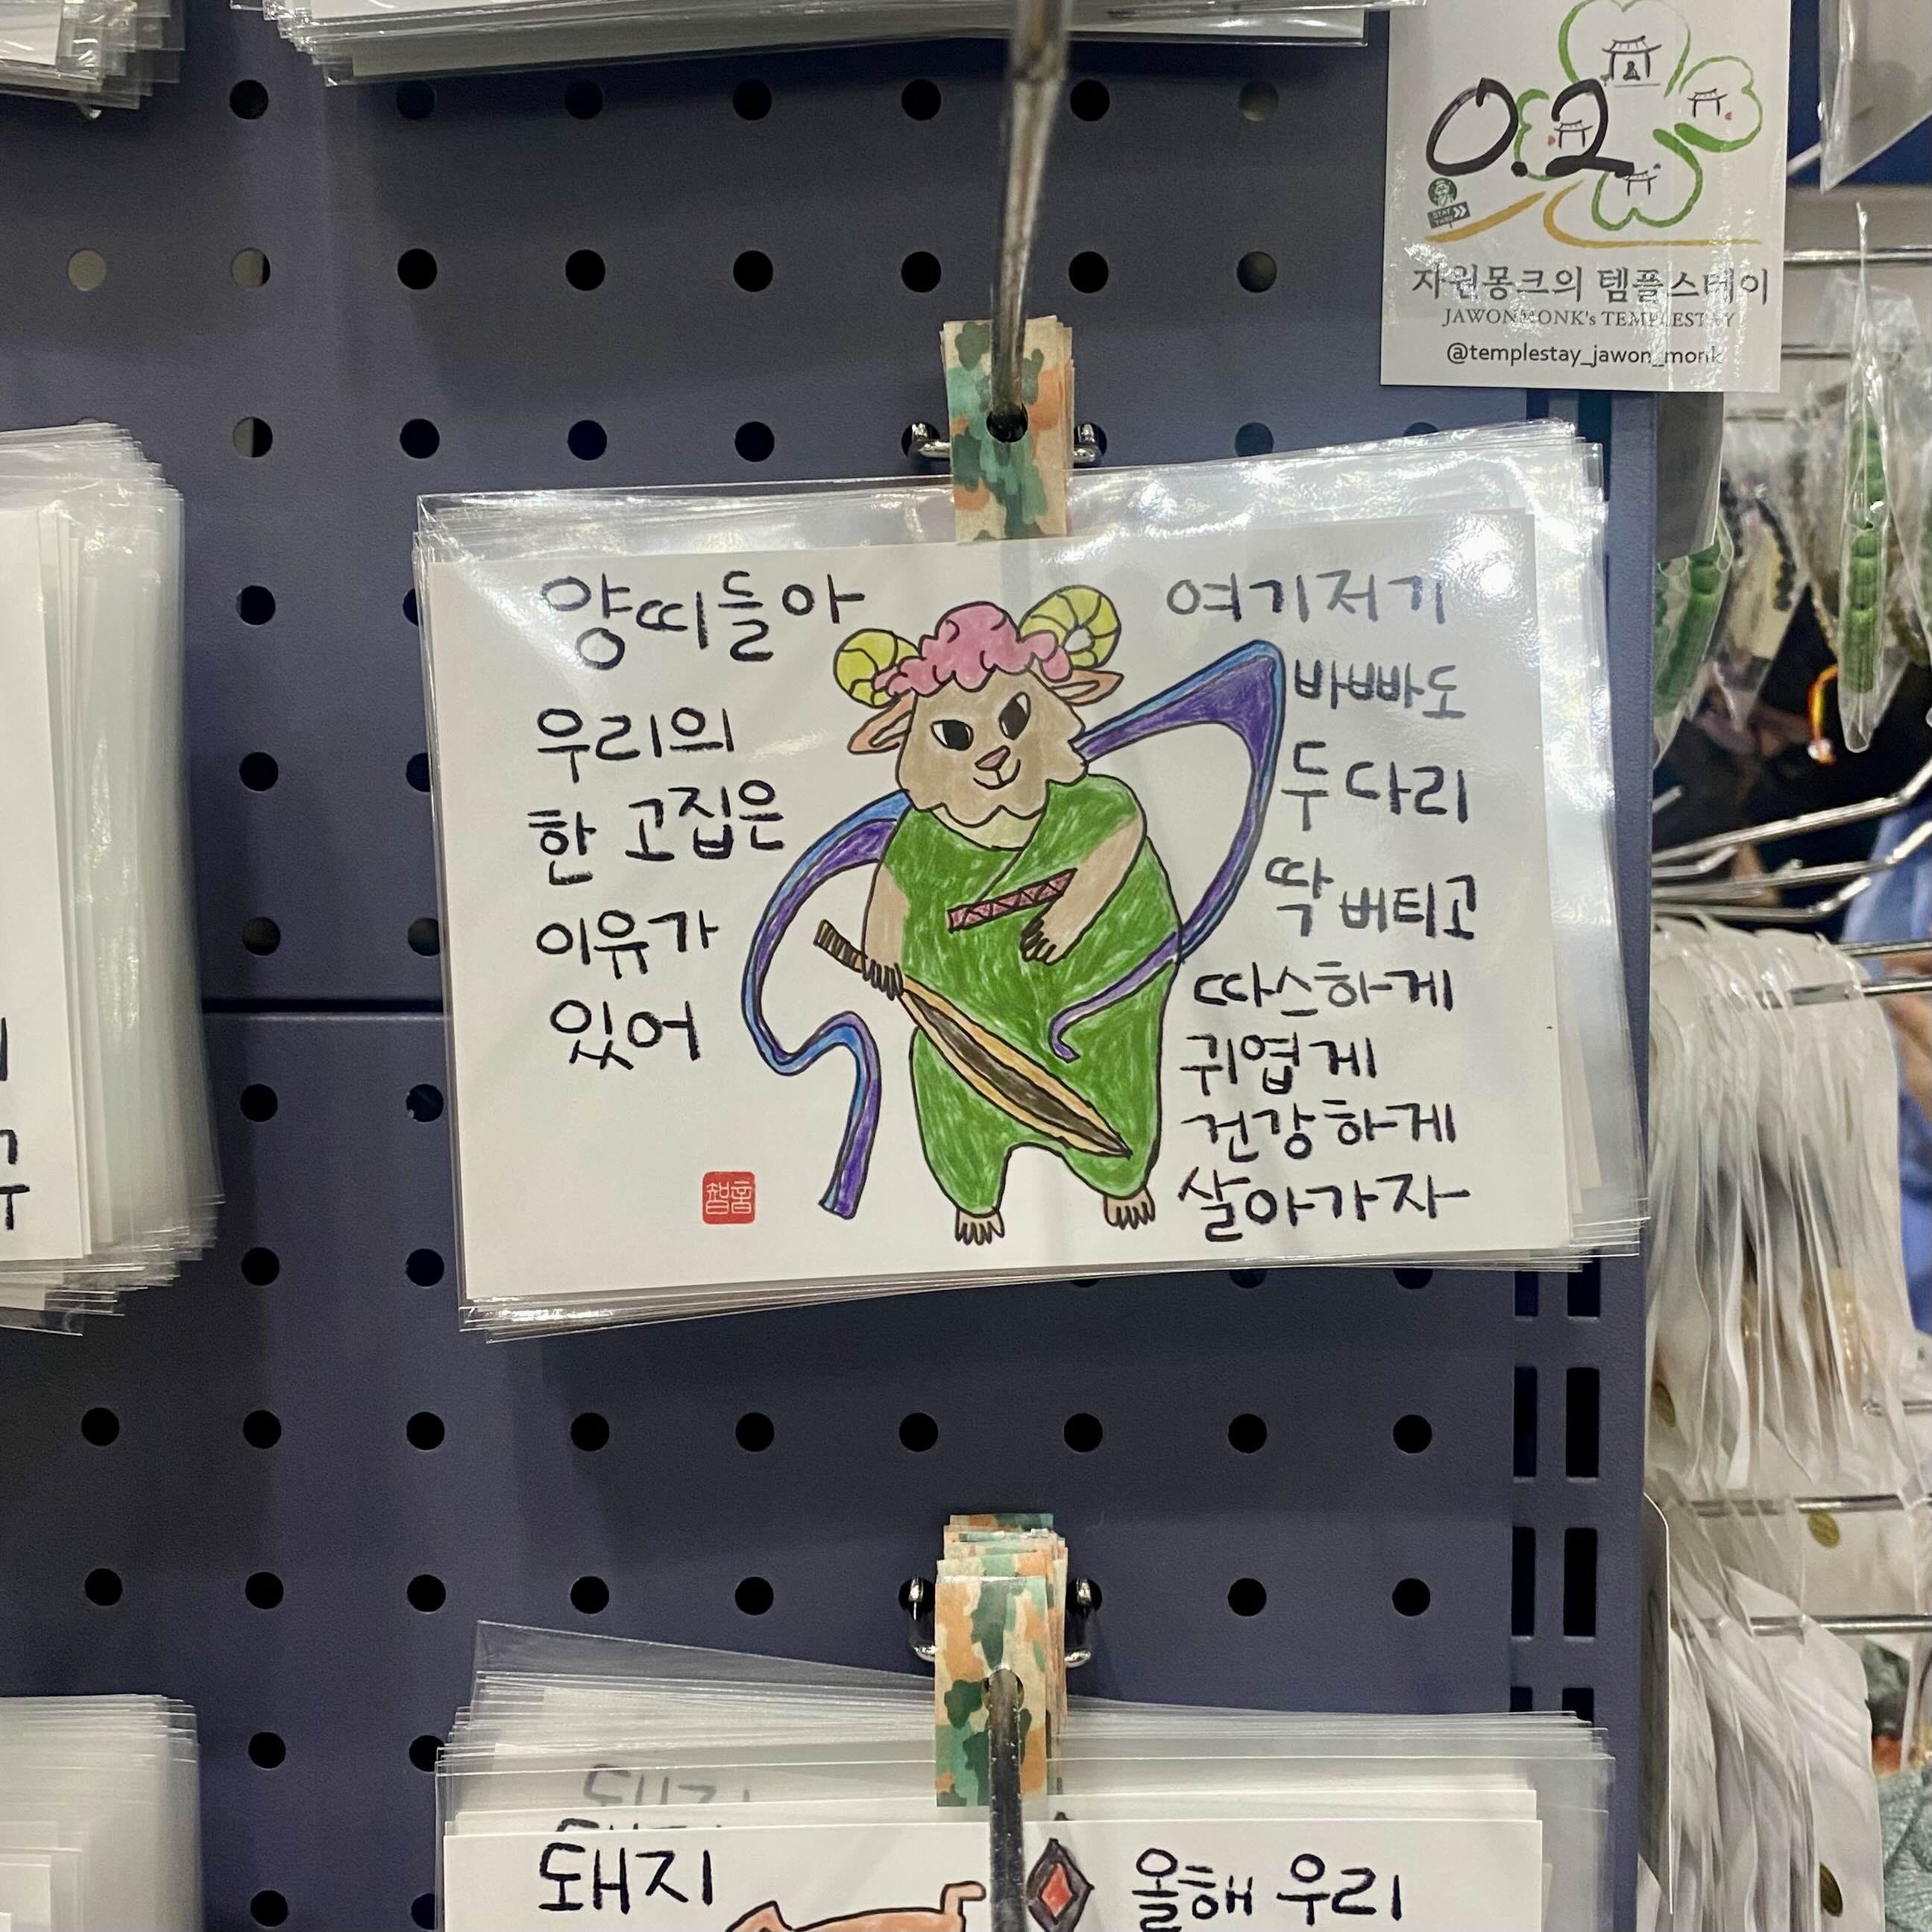 0.2
자원몽크의 템플스테이
JAWONMONK's TEMPLESTAY
@templestay_jawon_monk
양띠들아
우리의
한 고집은
이유가
있어
여기저기
바빠도
두다리
딱 버티고
따스하게
귀엽게
건강하게
살아가자
돼지
올해 우리